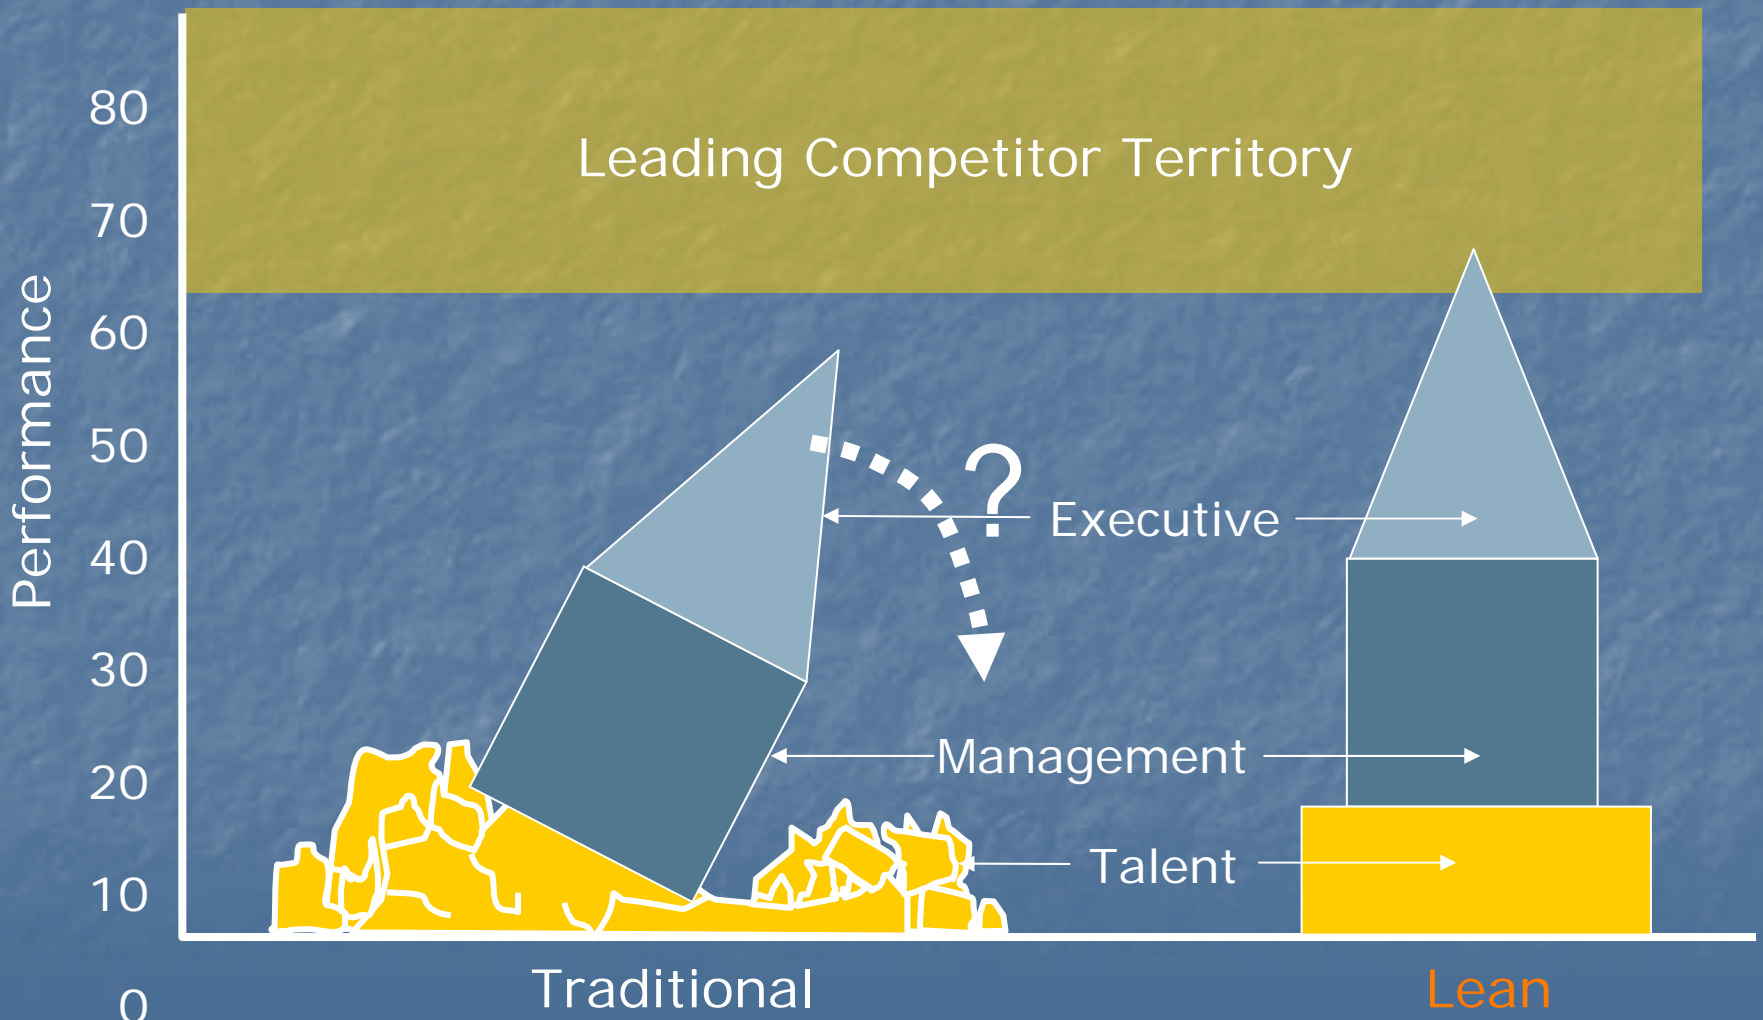 80
Leading Competitor Territory
70
60
Performance
50
?
Executive
40
30
Management
20
Talent
10
Traditional
Lean
0